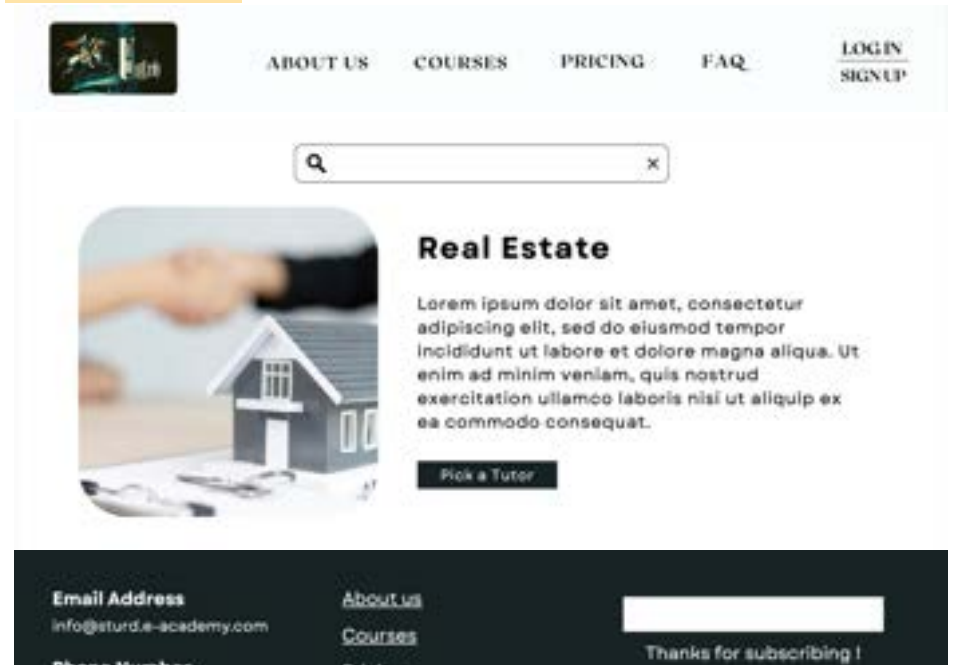 ABOUT US
COURSES
PRICING
FAQ
LOGIN
SIGN UP
Real Estate
Lorem ipsum dolor sit amet, consectetur
adipiscing elit, sed do eiusmod tempor
incididunt ut labore et dolore magna aliqua. Ut
enim ad minim veniam, quis nostrud
exercitation ullamco laboris nisi ut aliquip ex
ea commodo consequat.
Pick a Tutor
Email Address
info@sturd.e-academy.com
About us
Courses
Thanks for subscribing !